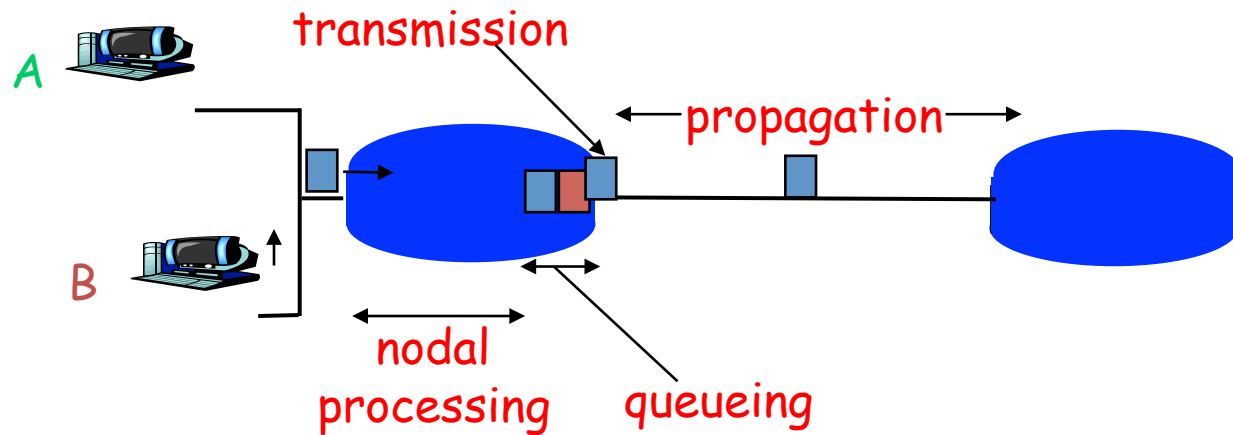 transmission
A
propagation
B
nodal
processing
queueing